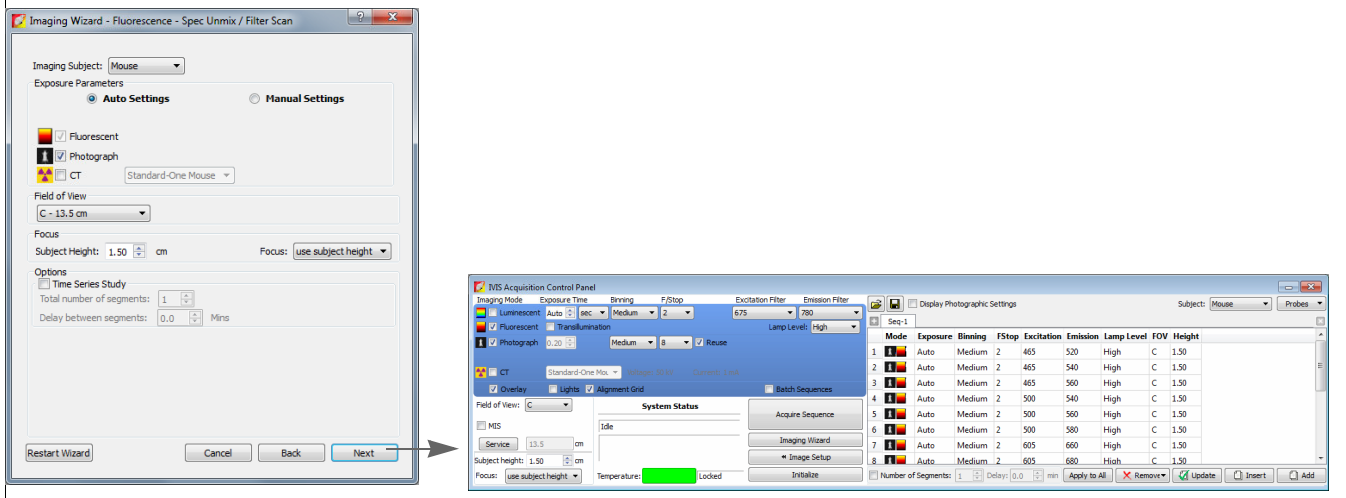 Imaging Wizard - Fluorescence - Spec Unmix / Filter Scan
Imaging Subject: Mouse
Exposure Parameters
Auto Settings Manual Settings
Fluorescent
Photograph
CT Standard-One Mouse
Field of View
C - 13.5 cm
Focus
Subject Height: 1.50 cm Focus: use subject height
Options
Time Series Study
Total number of segments: 1
Delay between segments: 0.0 Mins
Restart Wizard Cancel Back Next
IVIS Acquisition Control Panel
Imaging Mode Exposure Time Binning F/Stop Excitation Filter Emission Filter
Luminescent Auto sec Medium 2 675 780
Fluorescent Transillumination Lamp Level: High
Photograph 0.20 Medium 8 Reuse
CT Standard-One Mou
Overlay Lights Alignment Grid Batch Sequences
Field of View: C System Status Acquire Sequence
MIS Idle
Service 13.5 cm Imaging Wizard
Image Setup
Subject height: 1.50 cm
Focus: use subject height Temperature: Locked Initialize
Display Photographic Settings Subject: Mouse Probes
Seq-1
Mode Exposure Binning FStop Excitation Emission Lamp Level FOV Height
1 Auto Medium 2 465 520 High C 1.50
2 Auto Medium 2 465 540 High C 1.50
3 Auto Medium 2 465 560 High C 1.50
4 Auto Medium 2 500 540 High C 1.50
5 Auto Medium 2 500 560 High C 1.50
6 Auto Medium 2 500 580 High C 1.50
7 Auto Medium 2 605 660 High C 1.50
8 Auto Medium 2 605 680 High C 1.50
Number of Segments: 1 Delay: 0.0 min Apply to All Remove Update Insert Add